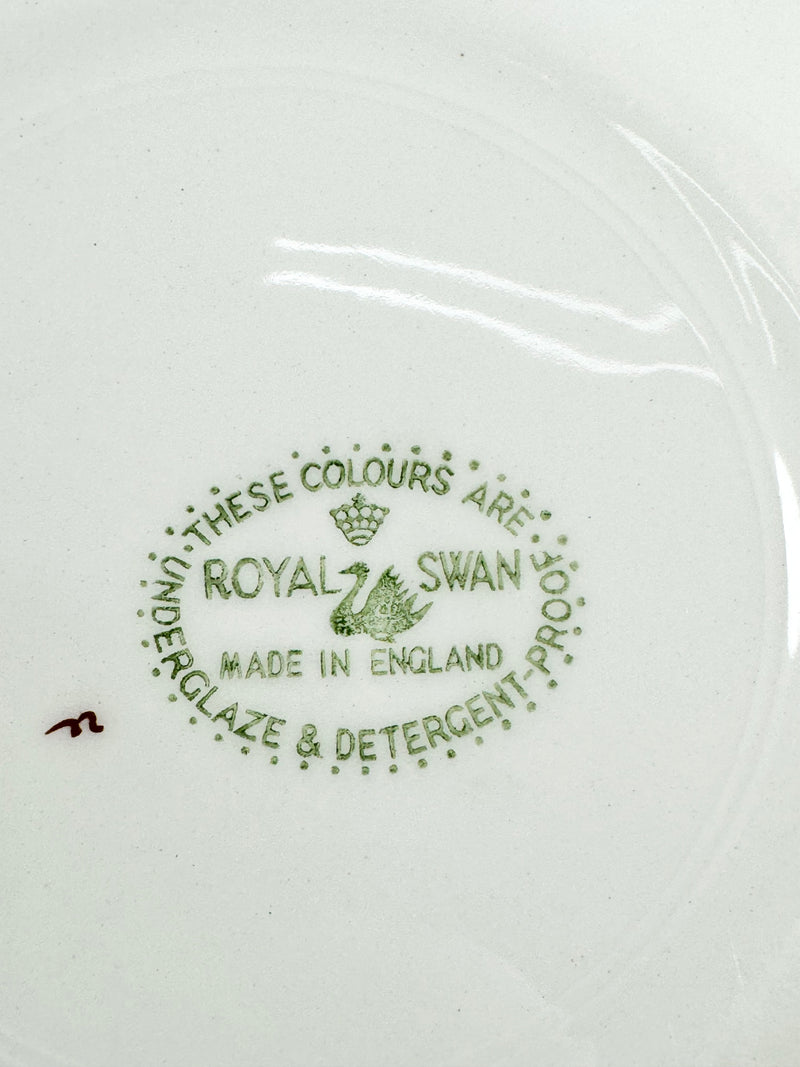 THESE COLOURS ARE
ROYAL SWAN
MADE IN ENGLAND
UNDERGLAZE & DETERGENT-PROOF